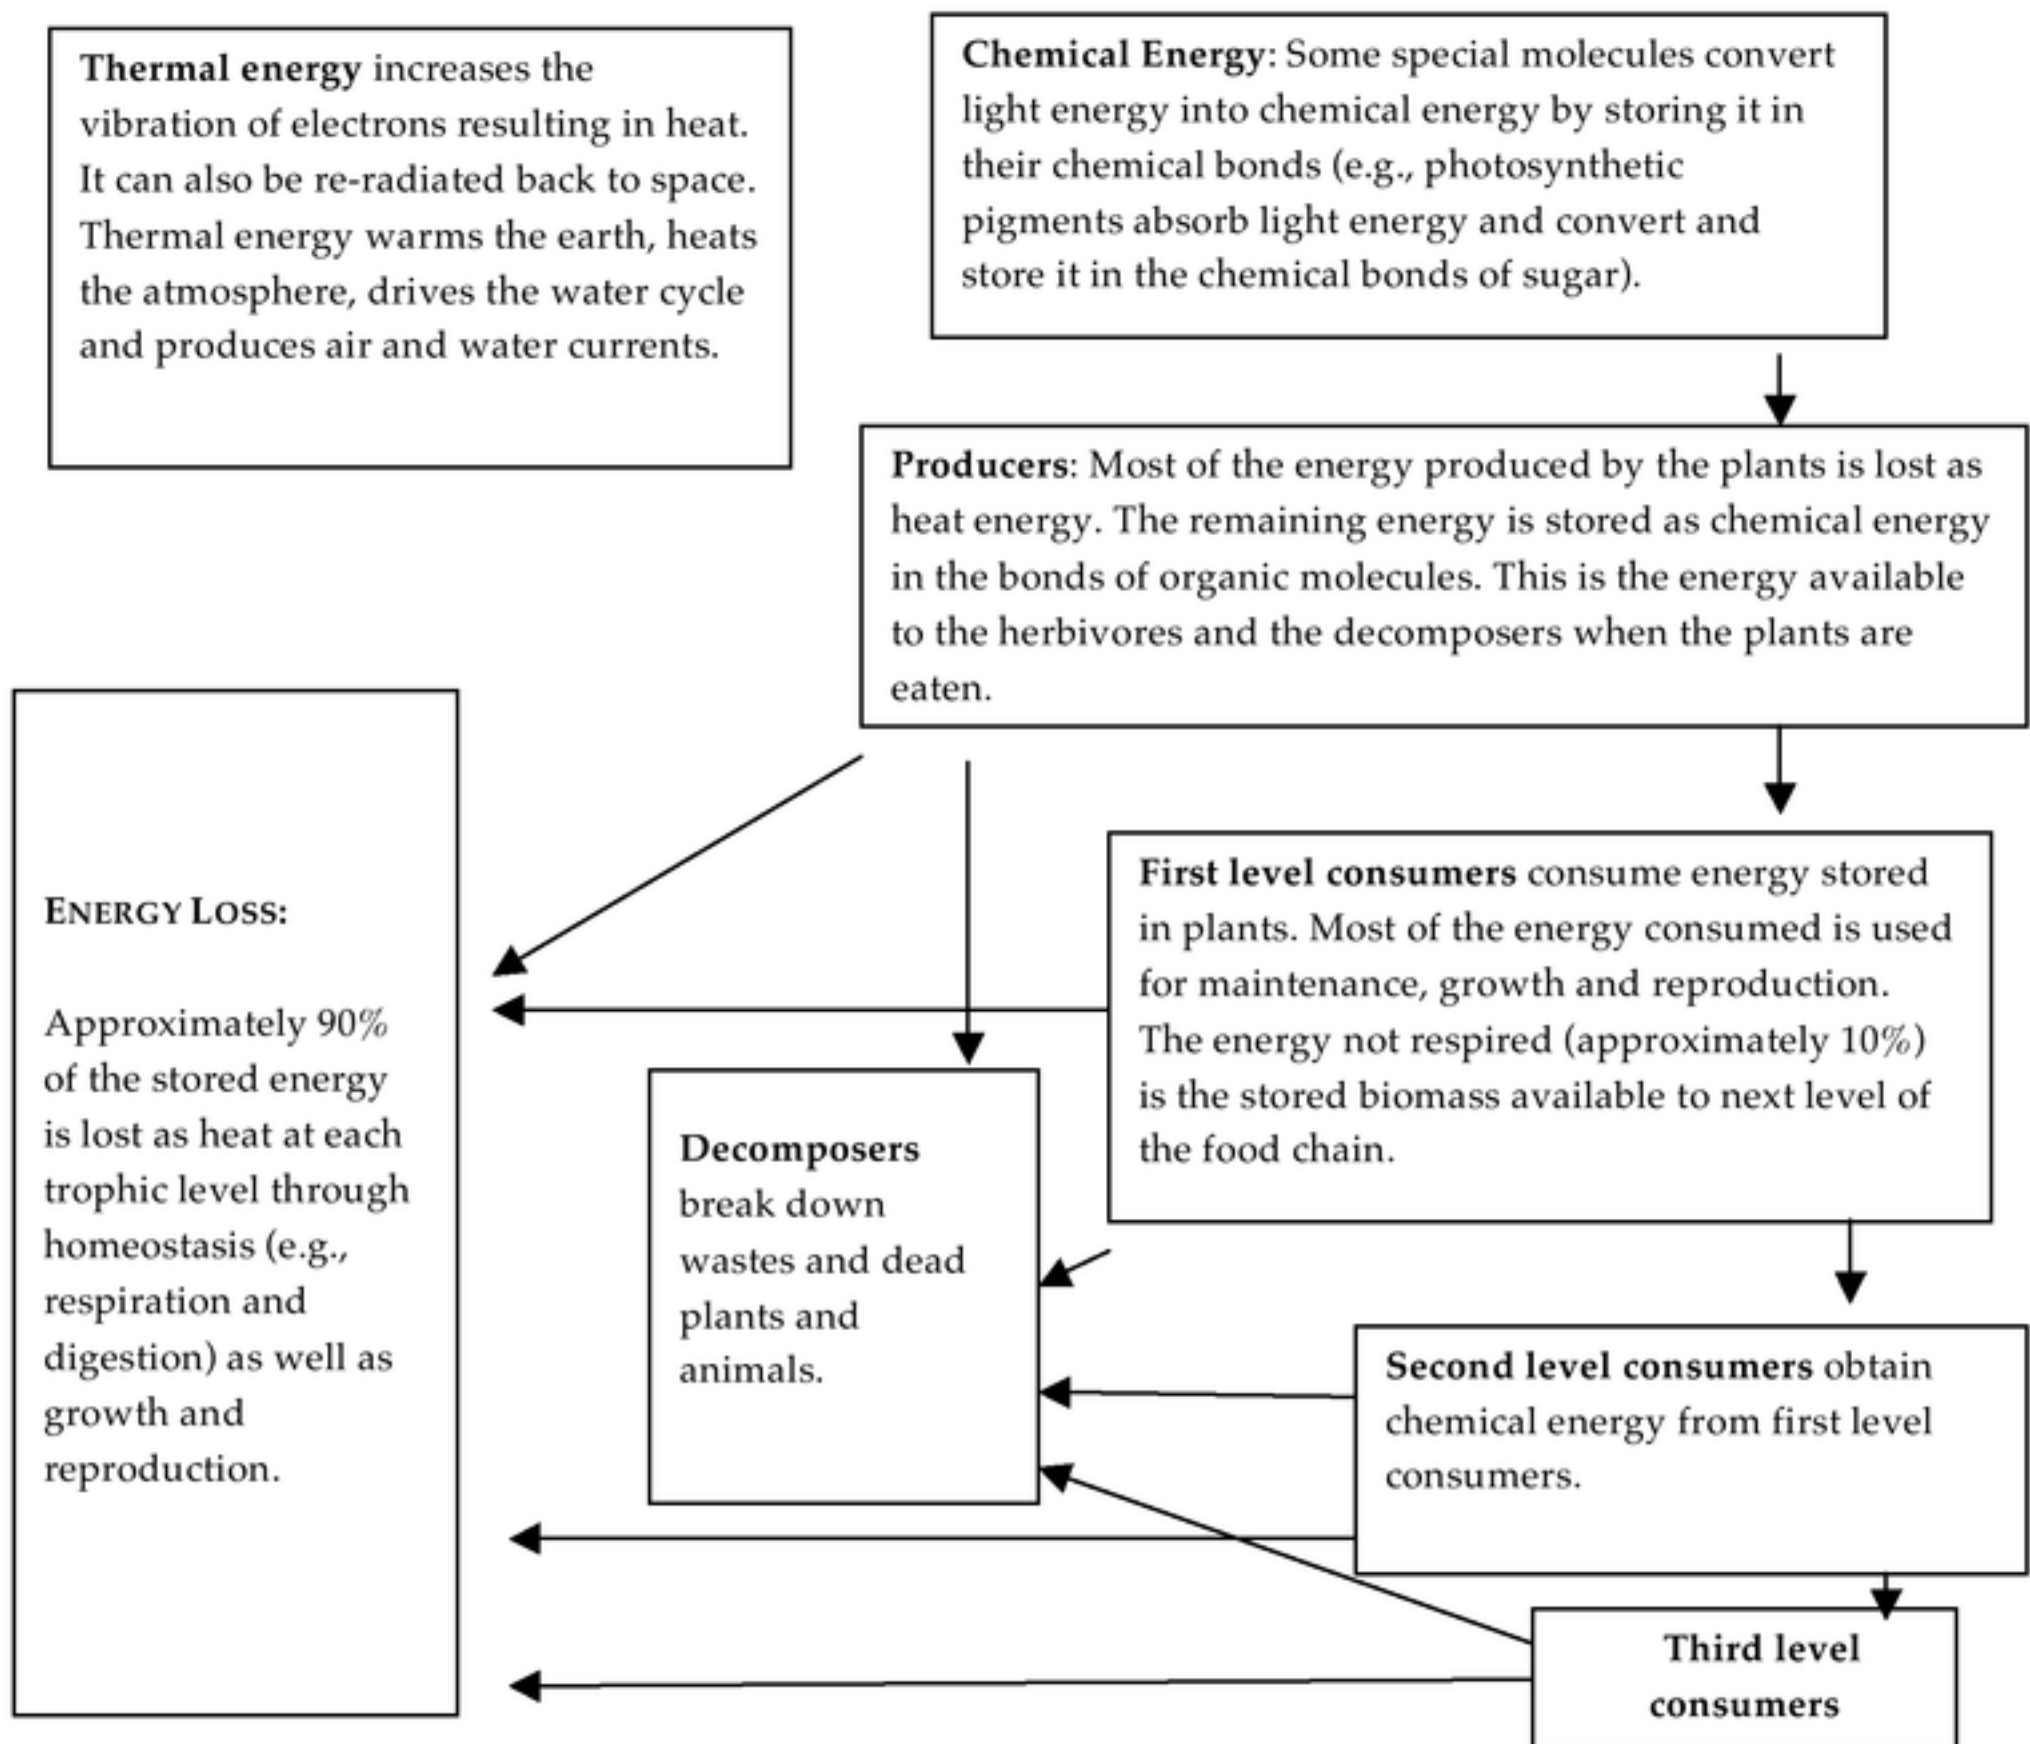 Thermal energy increases the
vibration of electrons resulting in heat.
It can also be re-radiated back to space.
Thermal energy warms the earth, heats
the atmosphere, drives the water cycle
and produces air and water currents.
Chemical Energy: Some special molecules convert
light energy into chemical energy by storing it in
their chemical bonds (e.g., photosynthetic
pigments absorb light energy and convert and
store it in the chemical bonds of sugar).
Producers: Most of the energy produced by the plants is lost as
heat energy. The remaining energy is stored as chemical energy
in the bonds of organic molecules. This is the energy available
to the herbivores and the decomposers when the plants are
eaten.
ENERGY LOSS:
Approximately 90%
of the stored energy
is lost as heat at each
trophic level through
homeostasis (e.g.,
respiration and
digestion) as well as
growth and
reproduction.
First level consumers consume energy stored
in plants. Most of the energy consumed is used
for maintenance, growth and reproduction.
The energy not respired (approximately 10%)
is the stored biomass available to next level of
the food chain.
Decomposers
break down
wastes and dead
plants and
animals.
Second level consumers obtain
chemical energy from first level
consumers.
Third level
consumers